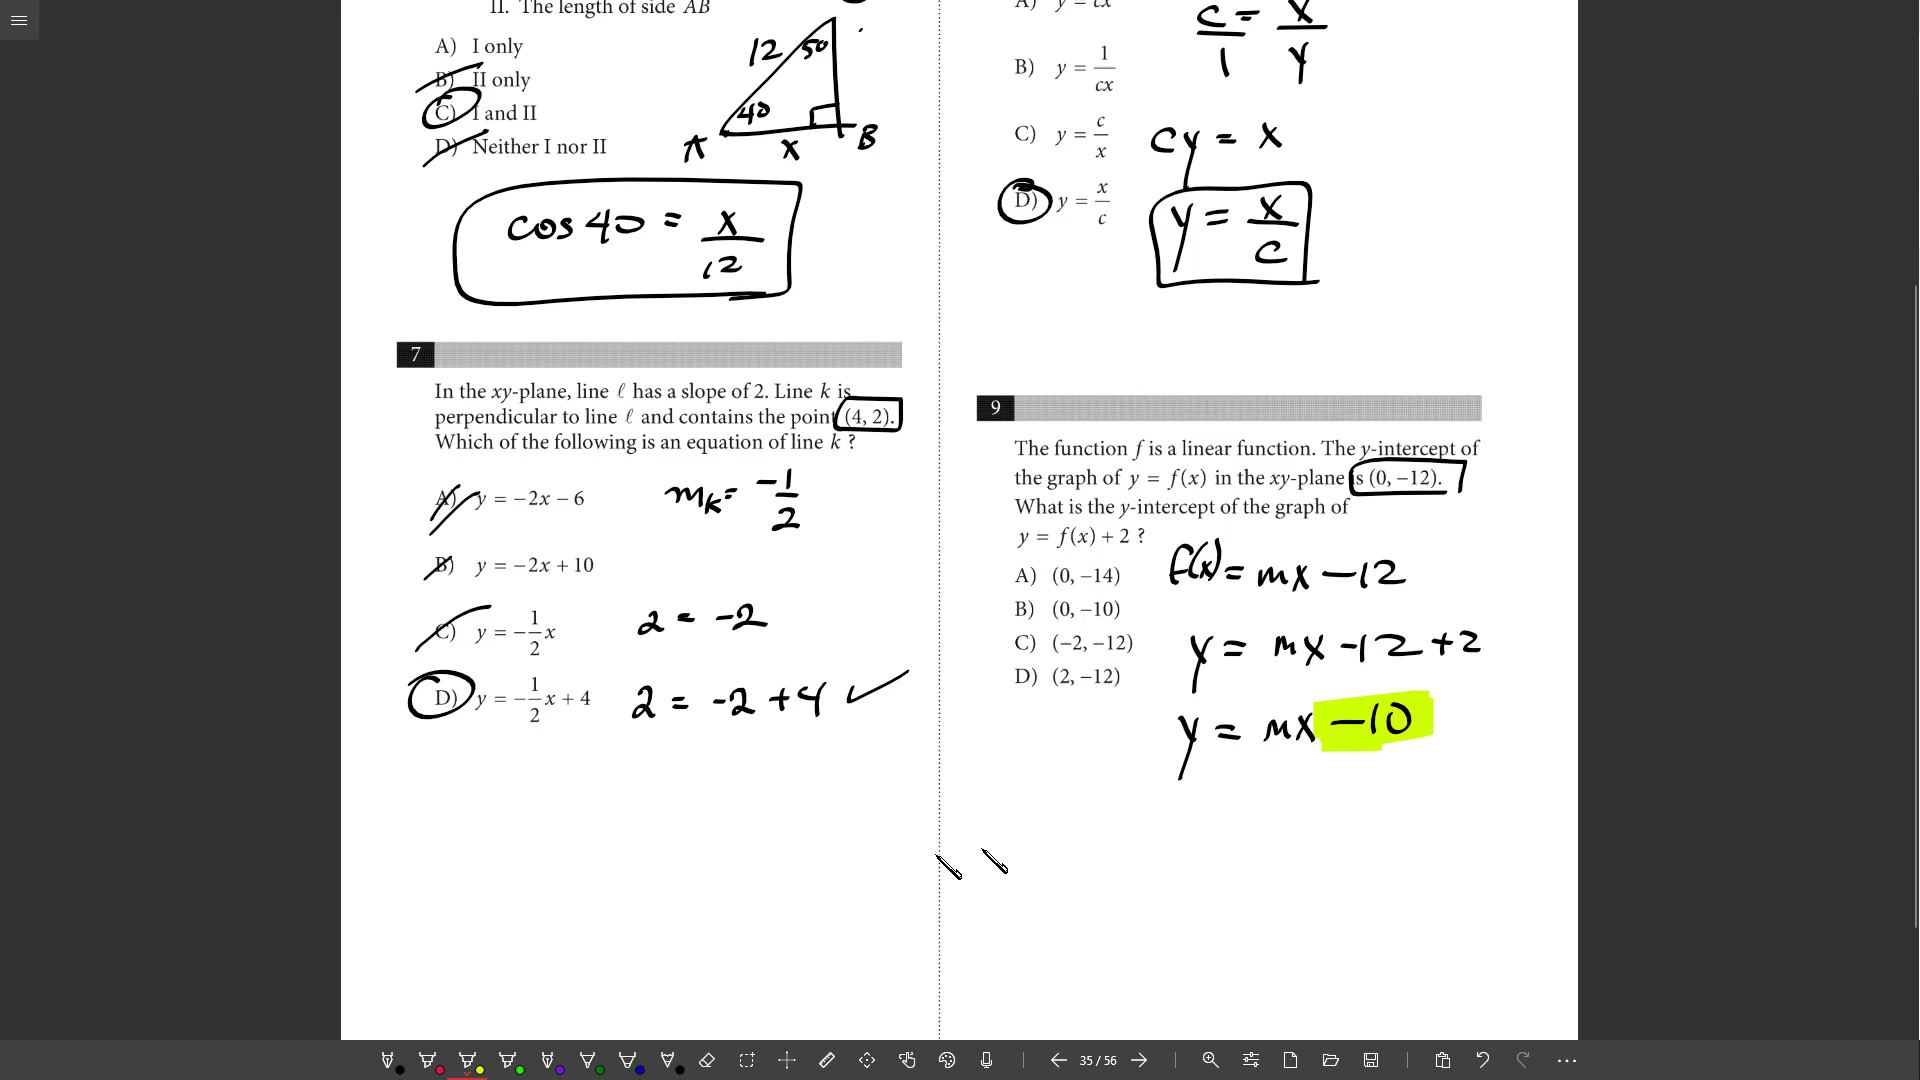 II. The length of side AB
A) I only
B) II only
C) I and II
D) Neither I nor II
12 50
40
A x B
cos 40 = x/12
7
In the xy-plane, line ℓ has a slope of 2. Line k is
perpendicular to line ℓ and contains the point (4, 2).
Which of the following is an equation of line k ?
A) y = −2x − 6
mk = -1/2
B) y = −2x + 10
C) y = −1/2 x
2 = -2
D) y = −1/2 x + 4
2 = -2 + 4 ✓
A) y = cx
c/1 = x/y
B) y = 1/cx
C) y = c/x
cy = x
D) y = x/c
y = x/c
9
The function f is a linear function. The y-intercept of
the graph of y = f(x) in the xy-plane is (0, −12).
What is the y-intercept of the graph of
y = f(x) + 2 ?
A) (0, −14)
B) (0, −10)
C) (−2, −12)
D) (2, −12)
f(x) = mx - 12
y = mx - 12 + 2
y = mx - 10
35 / 56